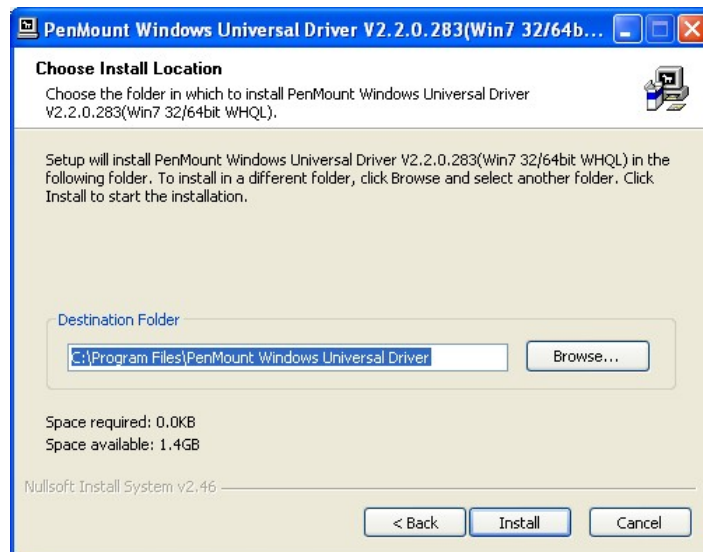 PenMount Windows Universal Driver V2.2.0.283(Win7 32/64b...
Choose Install Location
Choose the folder in which to install PenMount Windows Universal Driver
V2.2.0.283(Win7 32/64bit WHQL).
Setup will install PenMount Windows Universal Driver V2.2.0.283(Win7 32/64bit WHQL) in the
following folder. To install in a different folder, click Browse and select another folder. Click
Install to start the installation.
Destination Folder
C:\Program Files\PenMount Windows Universal Driver
Browse...
Space required: 0.0KB
Space available: 1.4GB
Nullsoft Install System v2.46
< Back
Install
Cancel